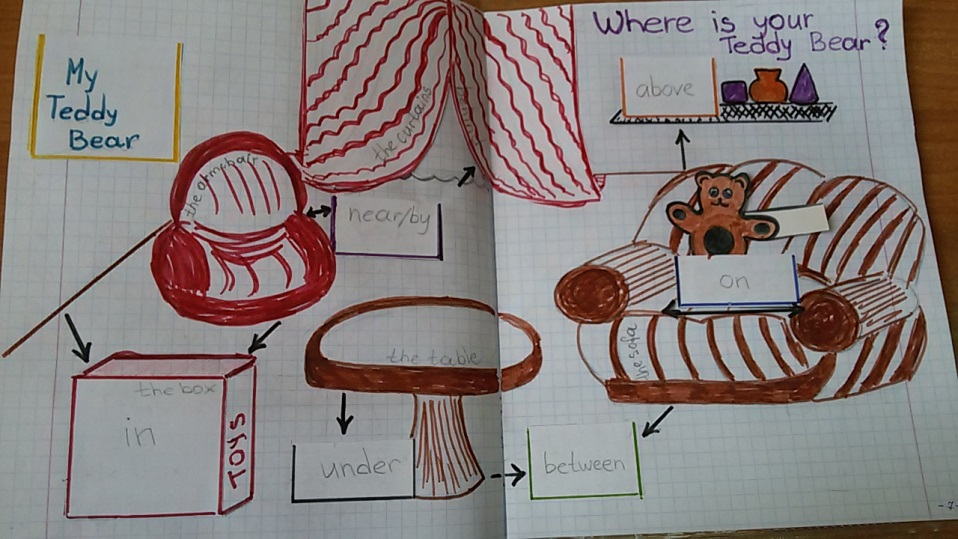 My
Teddy
Bear
Where is your
Teddy Bear?
the curtains
above
the armchair
near/by
on
the sofa
the table
the box
in
TOYS
under
between
-7-